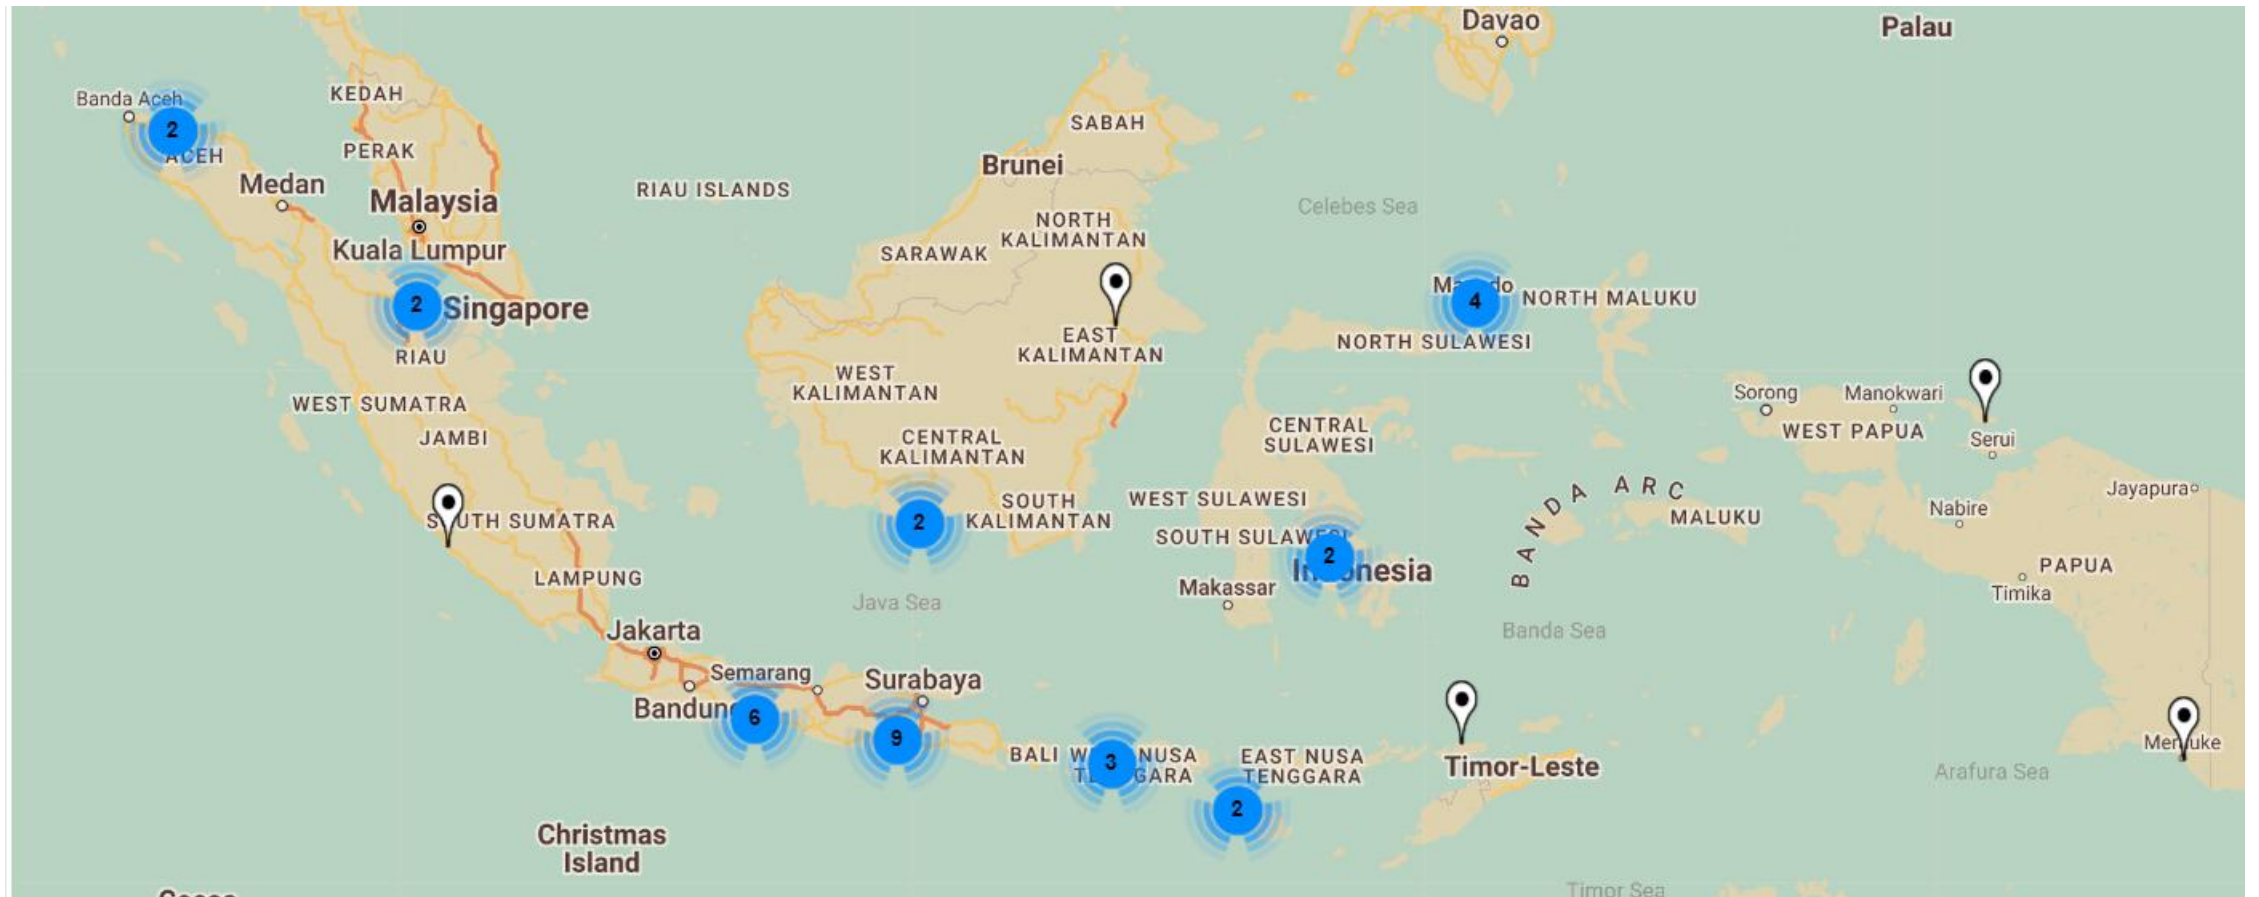 Davao
Palau
KEDAH
Banda Aceh
2
SABAH
PERAK
ACEH
Brunei
Medan
RIAU ISLANDS
Malaysia
Celebes Sea
NORTH
KALIMANTAN
Kuala Lumpur
SARAWAK
2
Singapore
4
NORTH MALUKU
EAST
KALIMANTAN
NORTH SULAWESI
RIAU
WEST
KALIMANTAN
Sorong
Manokwari
WEST SUMATRA
JAMBI
CENTRAL
SULAWESI
WEST PAPUA
Serui
CENTRAL
KALIMANTAN
Jayapura
BANDA ARC
WEST SULAWESI
SOUTH
KALIMANTAN
Nabire
MALUKU
SOUTH SUMATRA
2
SOUTH SULAWESI
2
Indonesia
PAPUA
LAMPUNG
Makassar
Timika
Java Sea
Jakarta
Banda Sea
Semarang
Surabaya
Bandung
6
9
BALI
WEST NUSA
TENGGARA
3
EAST NUSA
TENGGARA
Timor-Leste
Merauke
Arafura Sea
2
Christmas
Island
Timor Sea